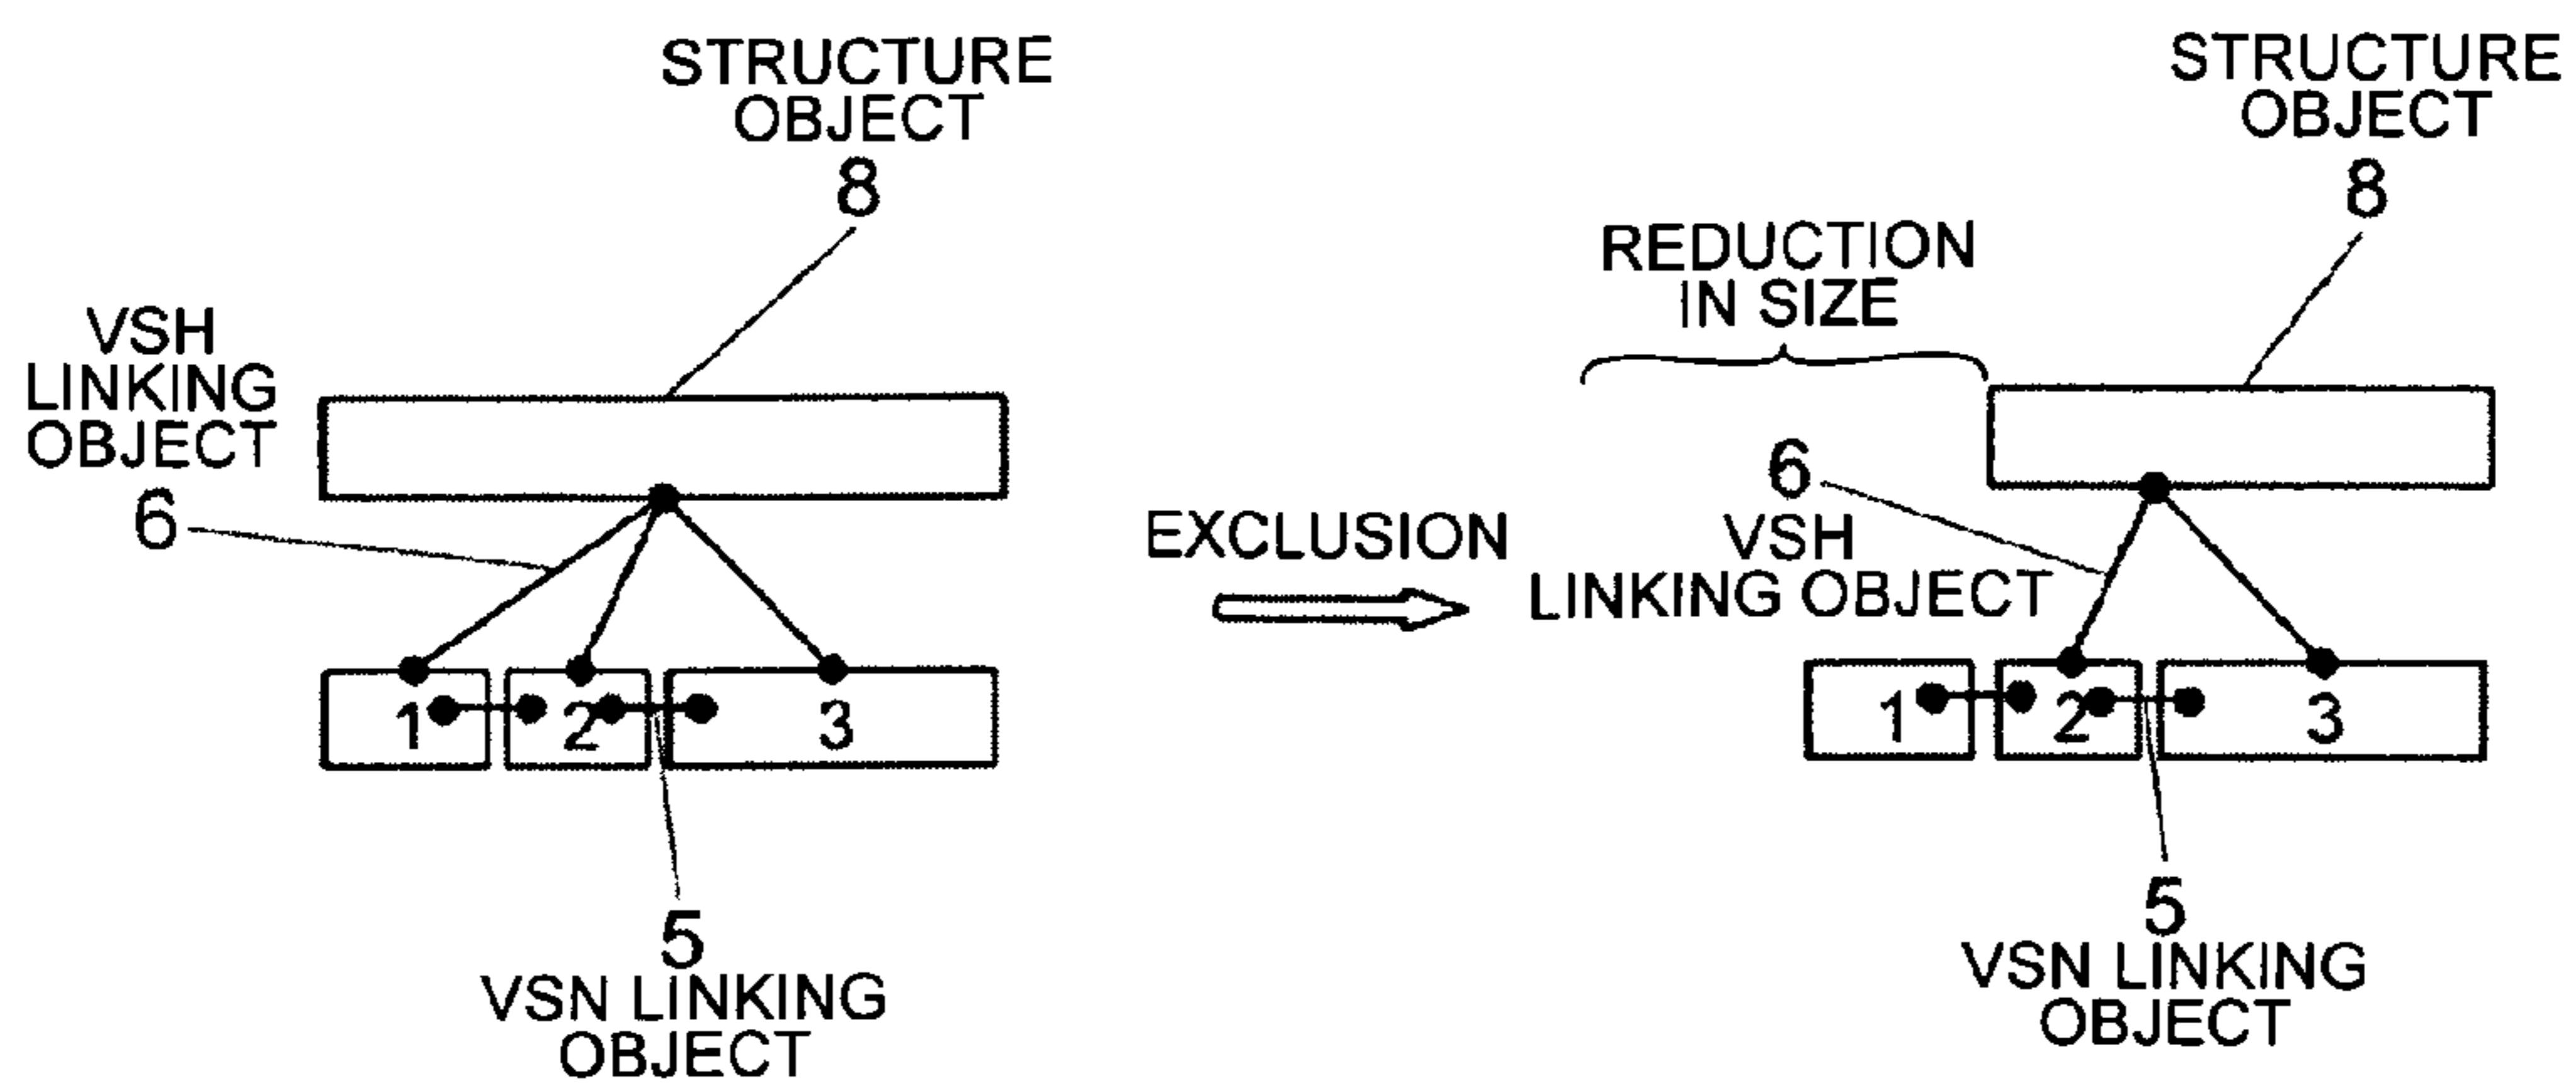 STRUCTURE
OBJECT
8
VSH
LINKING
OBJECT
6
1
2
3
5
VSN LINKING
OBJECT
EXCLUSION
STRUCTURE
OBJECT
8
REDUCTION
IN SIZE
6
VSH
LINKING OBJECT
1
2
3
5
VSN LINKING
OBJECT